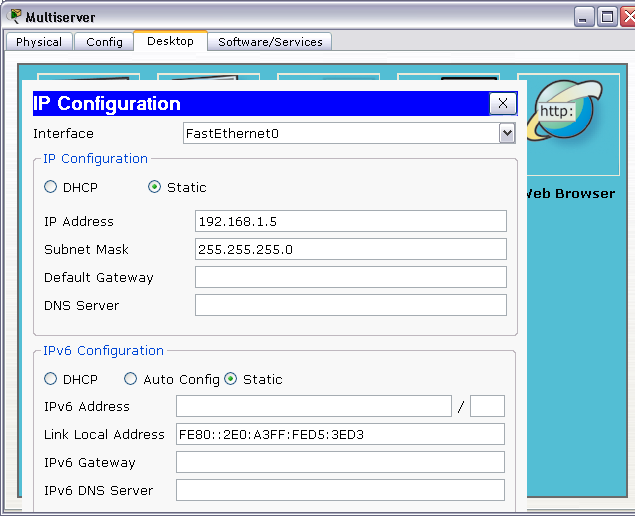 Multiserver
Physical Config Desktop Software/Services
IP Configuration X
http:
Interface FastEthernet0
IP Configuration
DHCP Static
Web Browser
IP Address 192.168.1.5
Subnet Mask 255.255.255.0
Default Gateway
DNS Server
IPv6 Configuration
DHCP Auto Config Static
IPv6 Address /
Link Local Address FE80::2E0:A3FF:FED5:3ED3
IPv6 Gateway
IPv6 DNS Server